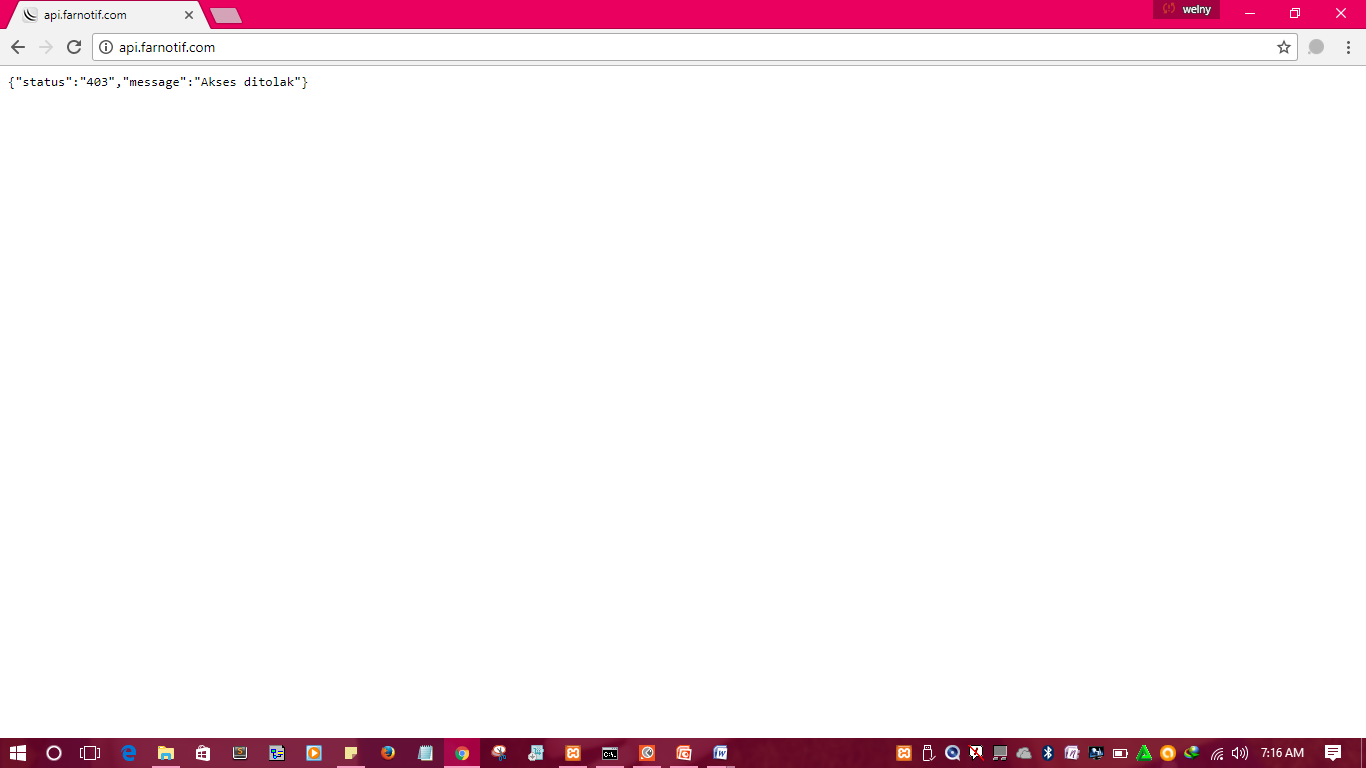 api.farnotif.com
welny
api.farnotif.com
{"status":"403","message":"Akses ditolak"}
7:16 AM